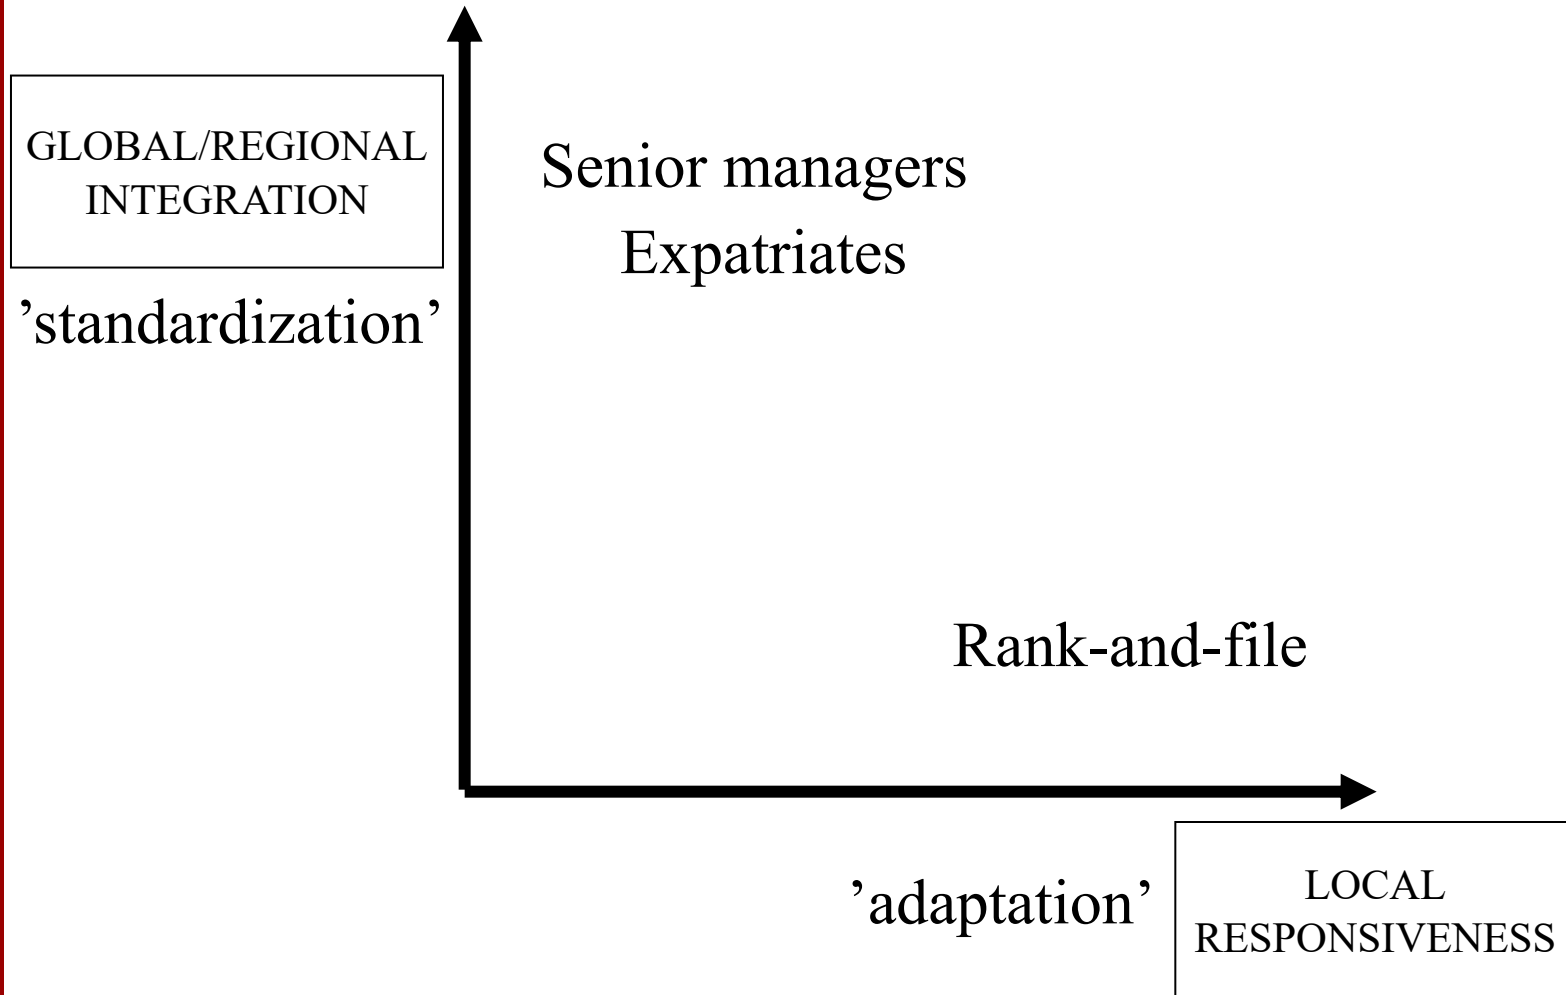 GLOBAL/REGIONAL
INTEGRATION
’standardization’
Senior managers
Expatriates
Rank-and-file
’adaptation’
LOCAL
RESPONSIVENESS